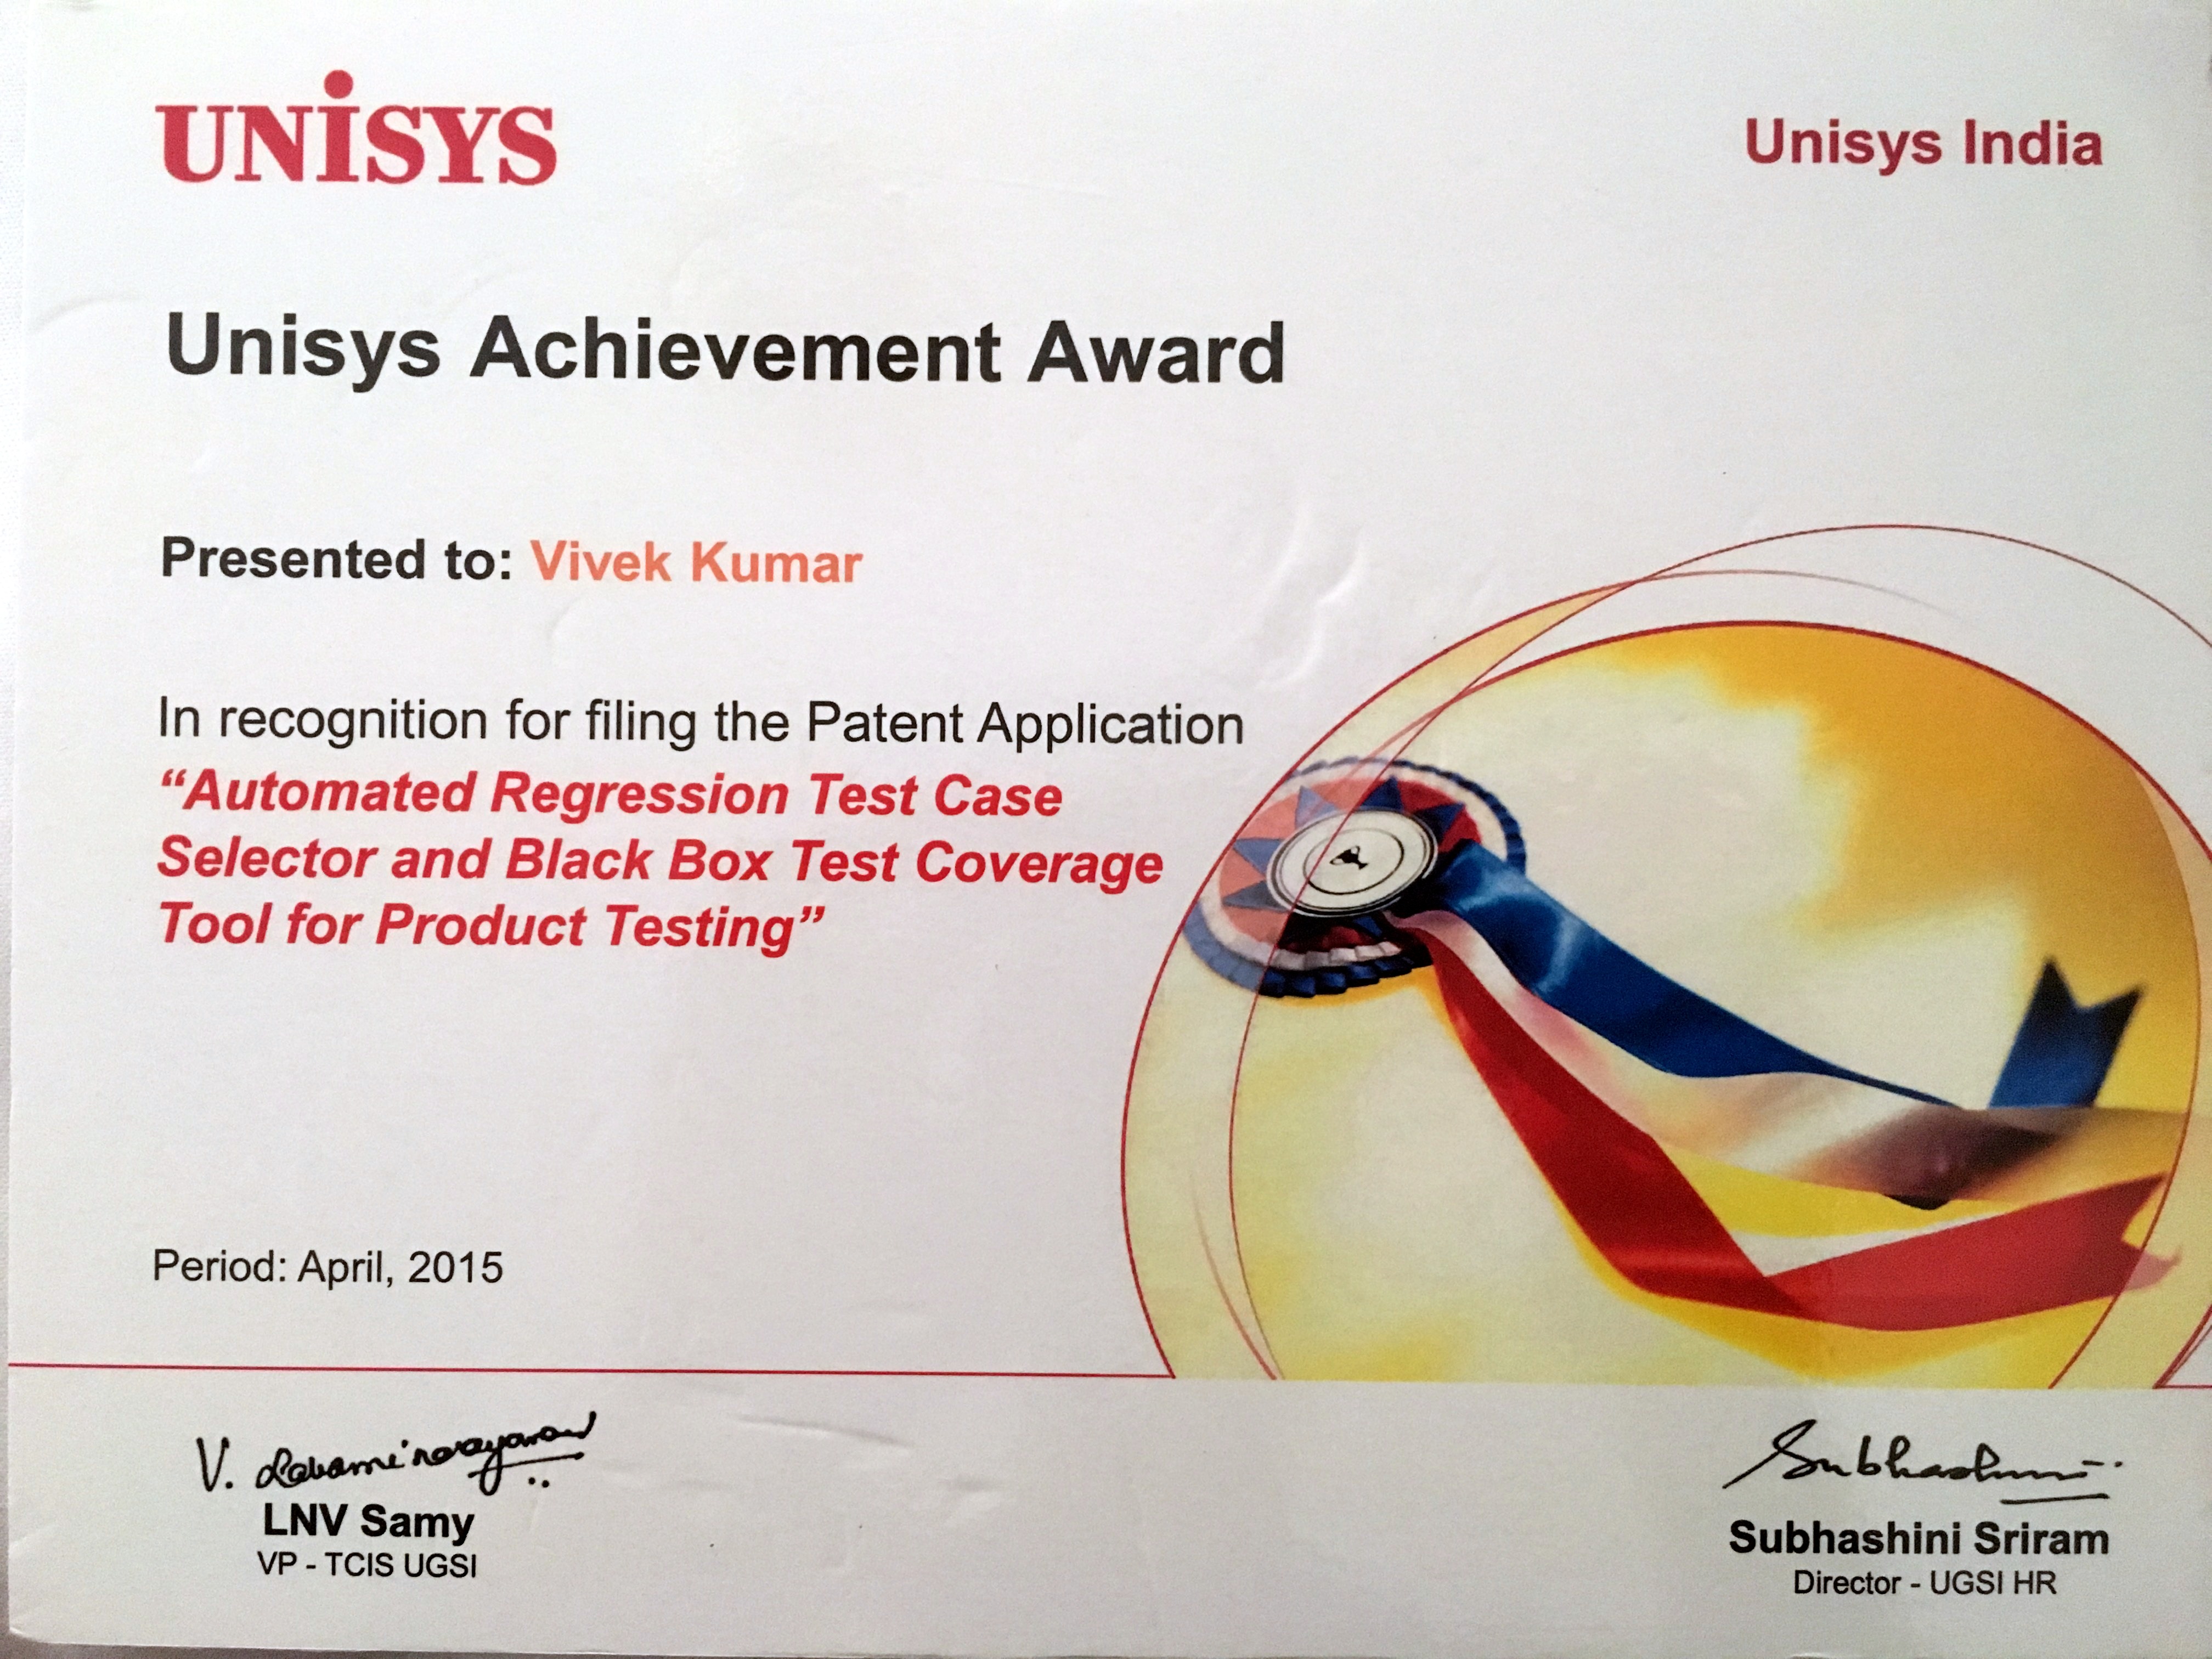 UNiSYS
Unisys India
Unisys Achievement Award
Presented to: Vivek Kumar
In recognition for filing the Patent Application
“Automated Regression Test Case
Selector and Black Box Test Coverage
Tool for Product Testing”
Period: April, 2015
V. Lakshminarayanan
Subhashini
LNV Samy
Subhashini Sriram
VP - TCIS UGSI
Director - UGSI HR